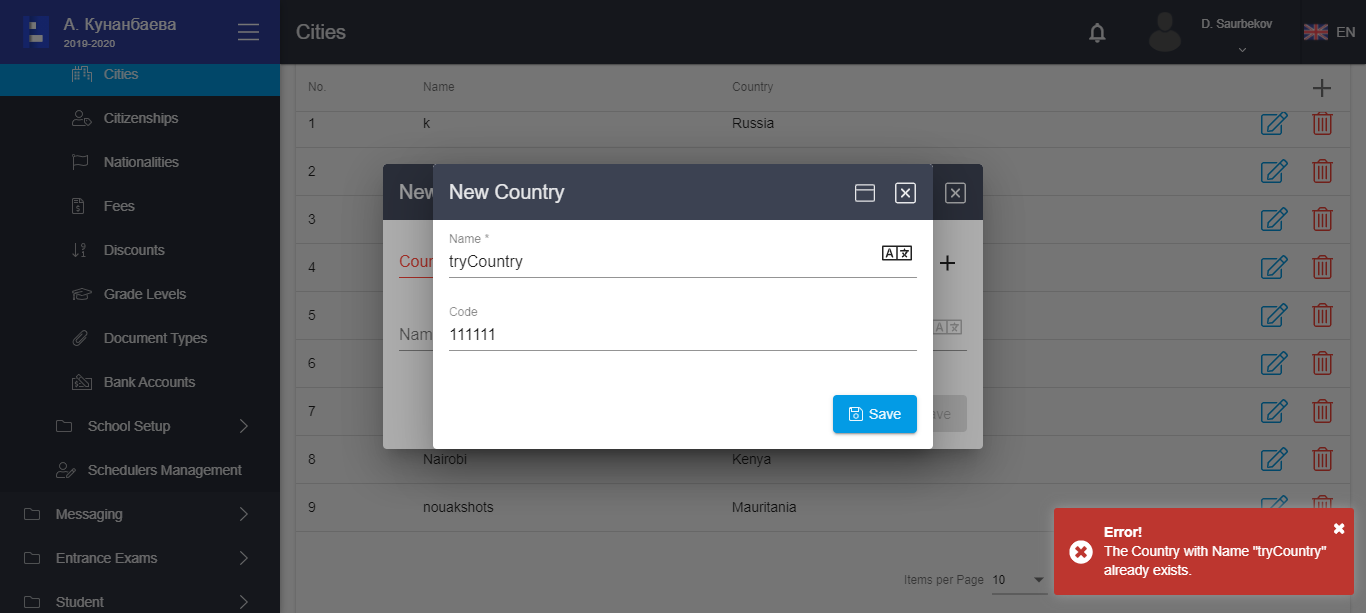 А. Кунанбаева
2019-2020
Cities
D. Saurbekov
EN
Cities
Citizenships
Nationalities
Fees
Discounts
Grade Levels
Document Types
Bank Accounts
School Setup
Schedulers Management
Messaging
Entrance Exams
Student
No. Name Country
1 k Russia
2
3
4
5
6
7
8 Nairobi Kenya
9 nouakshots Mauritania
Items per Page 10
New
Coun
Nam
New Country
Name *
tryCountry
Code
111111
Save
ave
Error!
The Country with Name "tryCountry"
already exists.